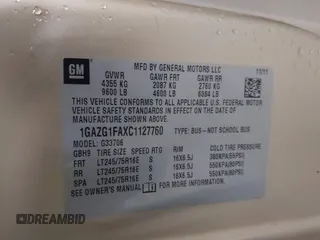 GM
MFD BY GENERAL MOTORS LLC
11/11
GVWR GAWR FRT GAWR RR
4355 KG 2087 KG 2760 KG
9600 LB 4600 LB 6084 LB
THIS VEHICLE CONFORMS TO ALL APPLICABLE U.S. FEDERAL MOTOR
VEHICLE SAFETY STANDARDS IN EFFECT ON THE DATE OF
MANUFACTURE SHOWN ABOVE.
1GAZG1FAXC1127760 TYPE: BUS—NOT SCHOOL BUS
MODEL: G33706
GBH9 TIRE SIZE SPEED RTG RIM COLD TIRE PRESSURE
FRT LT245/75R16E S 16X6.5J 380KPA(55PSI)
RR LT245/75R16E S 16X6.5J 550KPA(80PSI)
SPA LT245/75R16E S 16X6.5J 550KPA(80PSI)
DREAMBID